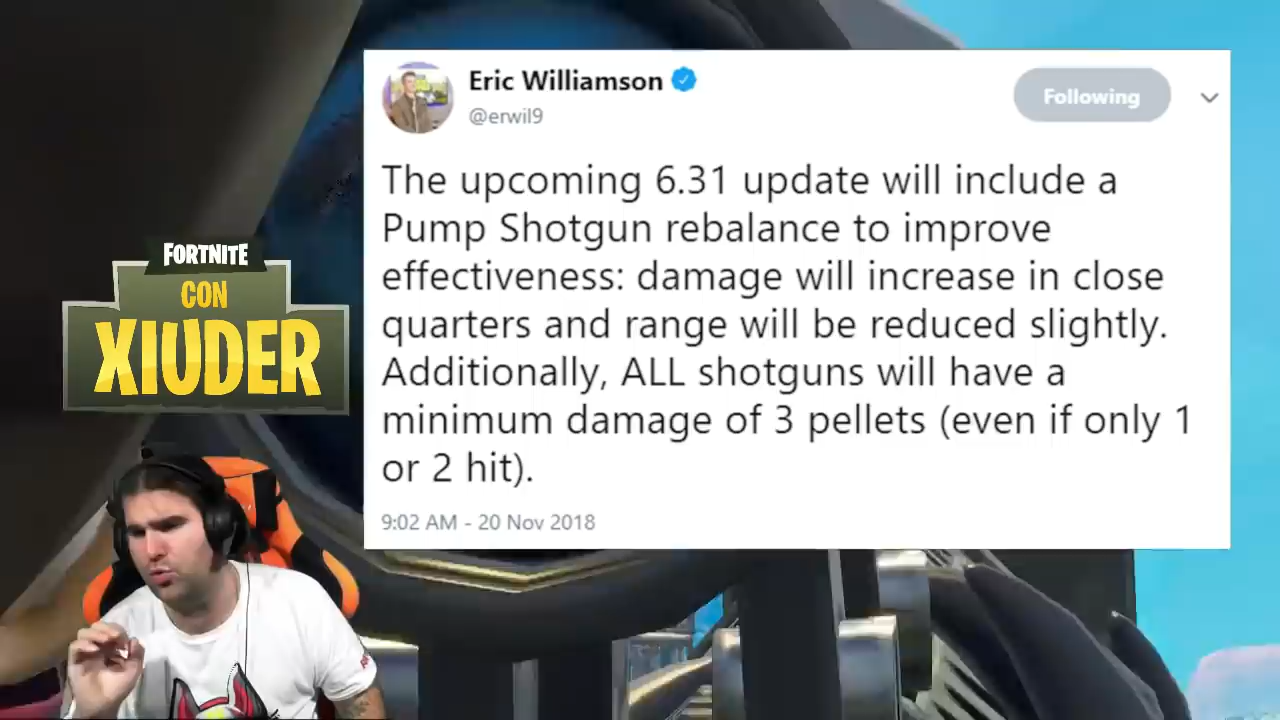 Eric Williamson
@erwil9
Following
The upcoming 6.31 update will include a
Pump Shotgun rebalance to improve
effectiveness: damage will increase in close
quarters and range will be reduced slightly.
Additionally, ALL shotguns will have a
minimum damage of 3 pellets (even if only 1
or 2 hit).
9:02 AM - 20 Nov 2018
FORTNITE
CON
XIUDER